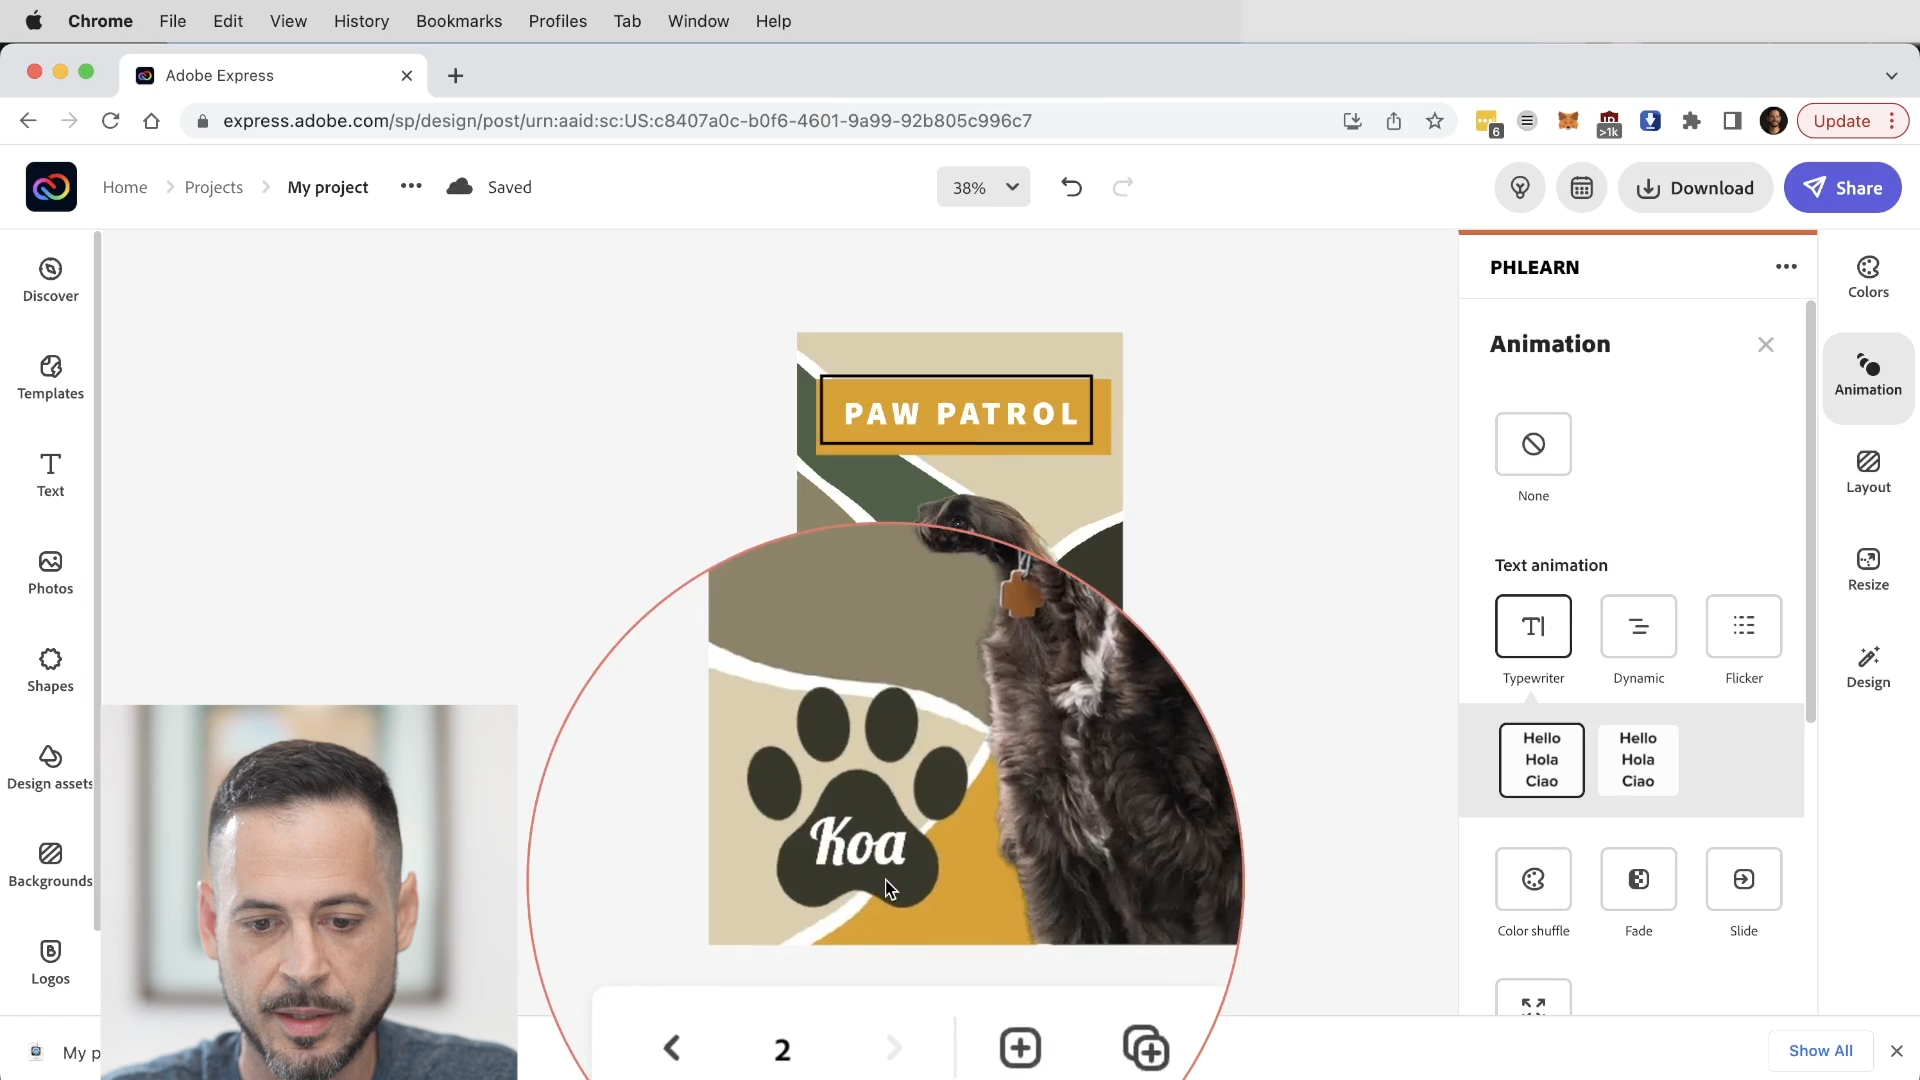 Chrome File Edit View History Bookmarks Profiles Tab Window Help
Adobe Express
express.adobe.com/sp/design/post/urn:aaid:sc:US:c8407a0c-b0f6-4601-9a99-92b805c996c7
6
>1k
Update
Home Projects My project Saved
38%
Download
Share
Discover
Templates
Text
Photos
Shapes
Design assets
Backgrounds
Logos
PAW PATROL
Koa
2
PHLEARN
Animation
None
Text animation
Typewriter Dynamic Flicker
Hello
Hola
Ciao
Hello
Hola
Ciao
Color shuffle Fade Slide
Colors
Animation
Layout
Resize
Design
My p
Show All